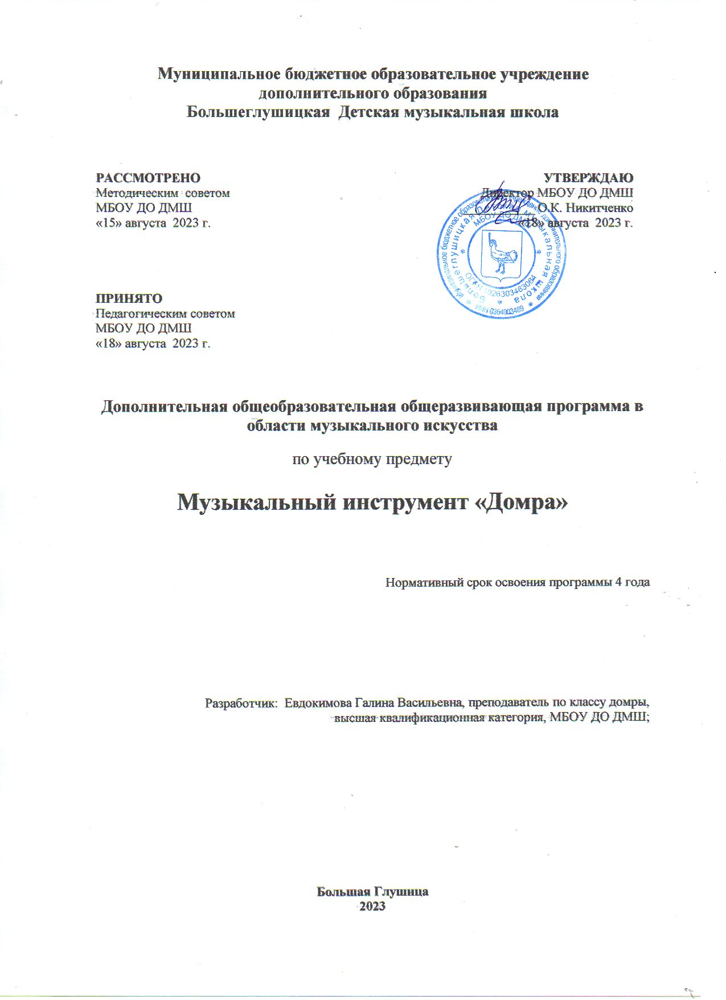 Муниципальное бюджетное образовательное учреждение
дополнительного образования
Большеглушицкая Детская музыкальная школа
РАССМОТРЕНО
Методическим советом
МБОУ ДО ДМШ
«15» августа 2023 г.
УТВЕРЖДАЮ
Директор МБОУ ДО ДМШ
О.К. Никитченко
«18» августа 2023 г.
МБОУ ДО ДМШ
Большеглушицкая Детская музыкальная школа
ОГРН 1026303463064
ИНН 6364003489
ПРИНЯТО
Педагогическим советом
МБОУ ДО ДМШ
«18» августа 2023 г.
Дополнительная общеобразовательная общеразвивающая программа в
области музыкального искусства
по учебному предмету
Музыкальный инструмент «Домра»
Нормативный срок освоения программы 4 года
Разработчик: Евдокимова Галина Васильевна, преподаватель по классу домры,
высшая квалификационная категория, МБОУ ДО ДМШ;
Большая Глушица
2023